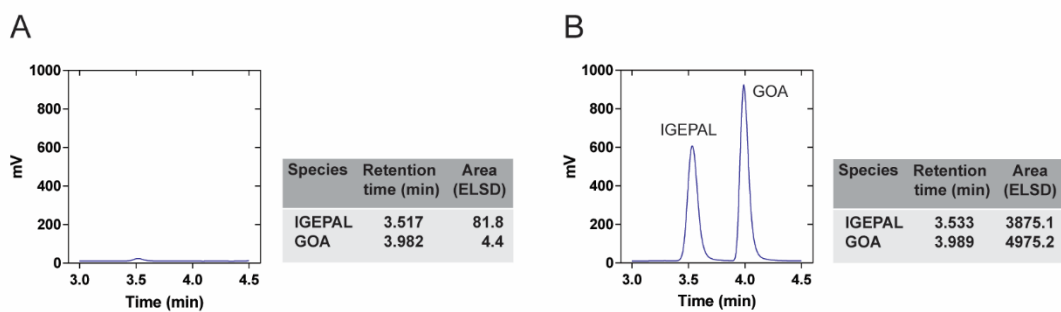 A
1000
800
600
400
200
0
mV
3.0 3.5 4.0 4.5
Time (min)
Species Retention time (min) Area (ELSD)
IGEPAL 3.517 81.8
GOA 3.982 4.4
B
1000
800
600
400
200
0
mV
IGEPAL
GOA
3.0 3.5 4.0 4.5
Time (min)
Species Retention time (min) Area (ELSD)
IGEPAL 3.533 3875.1
GOA 3.989 4975.2